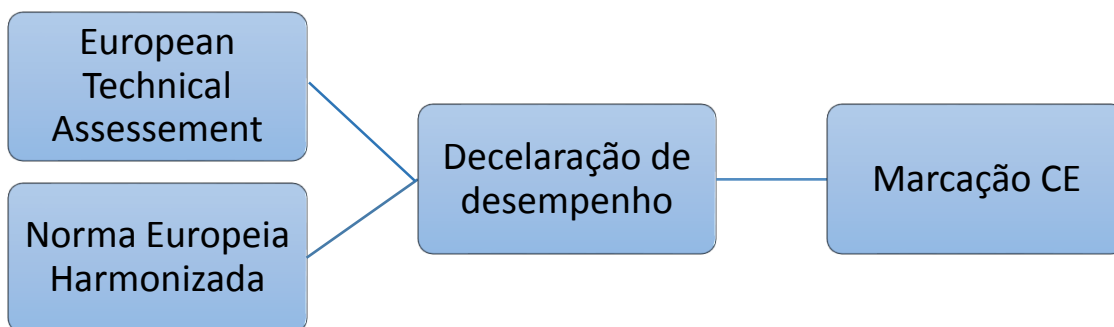 European
Technical
Assessement
Norma Europeia
Harmonizada
Decelaração de
desempenho
Marcação CE